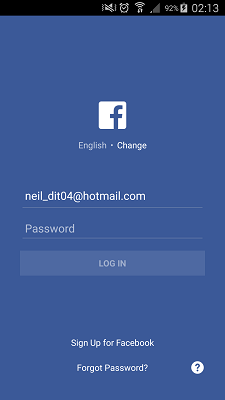 92% 02:13
f
English • Change
neil_dit04@hotmail.com
Password
LOG IN
Sign Up for Facebook
Forgot Password?
?